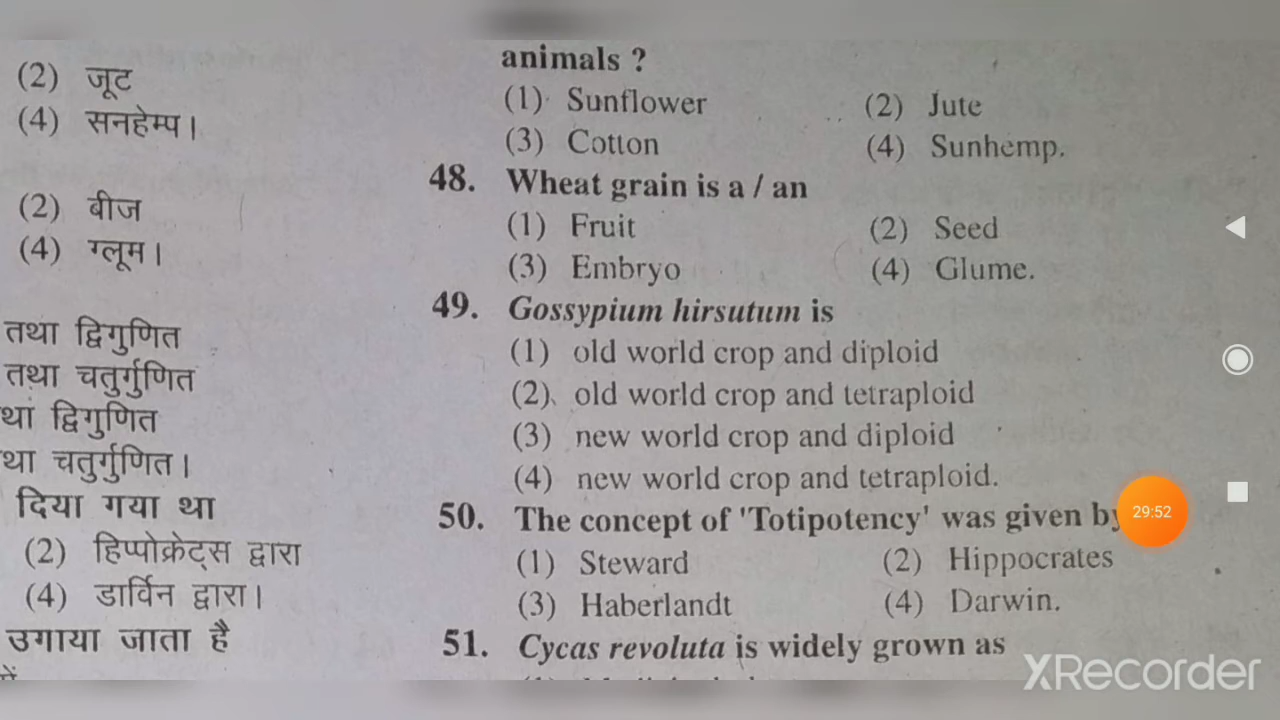 (2) जूट
(4) सनहेम्प।
(2) बीज
(4) ग्लूम।
तथा द्विगुणित
तथा चतुर्गुणित
था द्विगुणित
था चतुर्गुणित।
दिया गया था
(2) हिप्पोक्रेट्स द्वारा
(4) डार्विन द्वारा।
उगाया जाता है
animals ?
(1) Sunflower (2) Jute
(3) Cotton (4) Sunhemp.
48. Wheat grain is a / an
(1) Fruit (2) Seed
(3) Embryo (4) Glume.
49. Gossypium hirsutum is
(1) old world crop and diploid
(2) old world crop and tetraploid
(3) new world crop and diploid
(4) new world crop and tetraploid.
50. The concept of 'Totipotency' was given by
(1) Steward (2) Hippocrates
(3) Haberlandt (4) Darwin.
51. Cycas revoluta is widely grown as
29:52
XRecorder